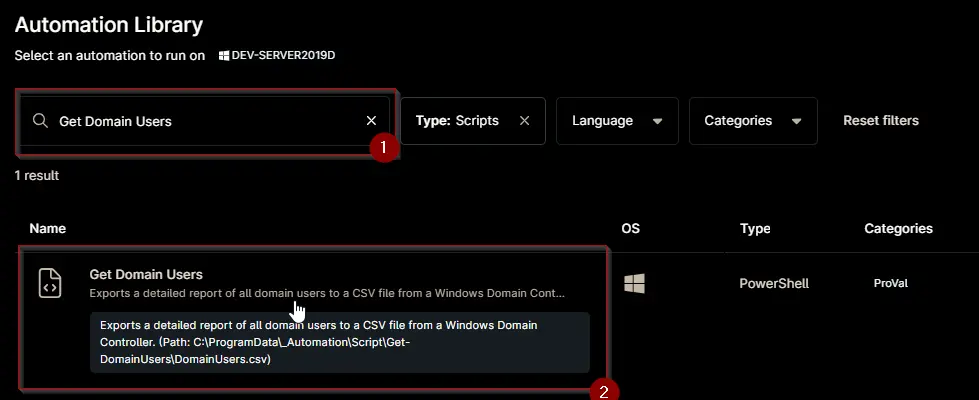 Automation Library
Select an automation to run on DEV-SERVER2019D
Get Domain Users
Type: Scripts
Language
Categories
Reset filters
1
1 result
Name OS Type Categories
Get Domain Users
Exports a detailed report of all domain users to a CSV file from a Windows Domain Cont...
PowerShell
ProVal
Exports a detailed report of all domain users to a CSV file from a Windows Domain
Controller. (Path: C:\ProgramData\_Automation\Script\Get-
DomainUsers\DomainUsers.csv)
2